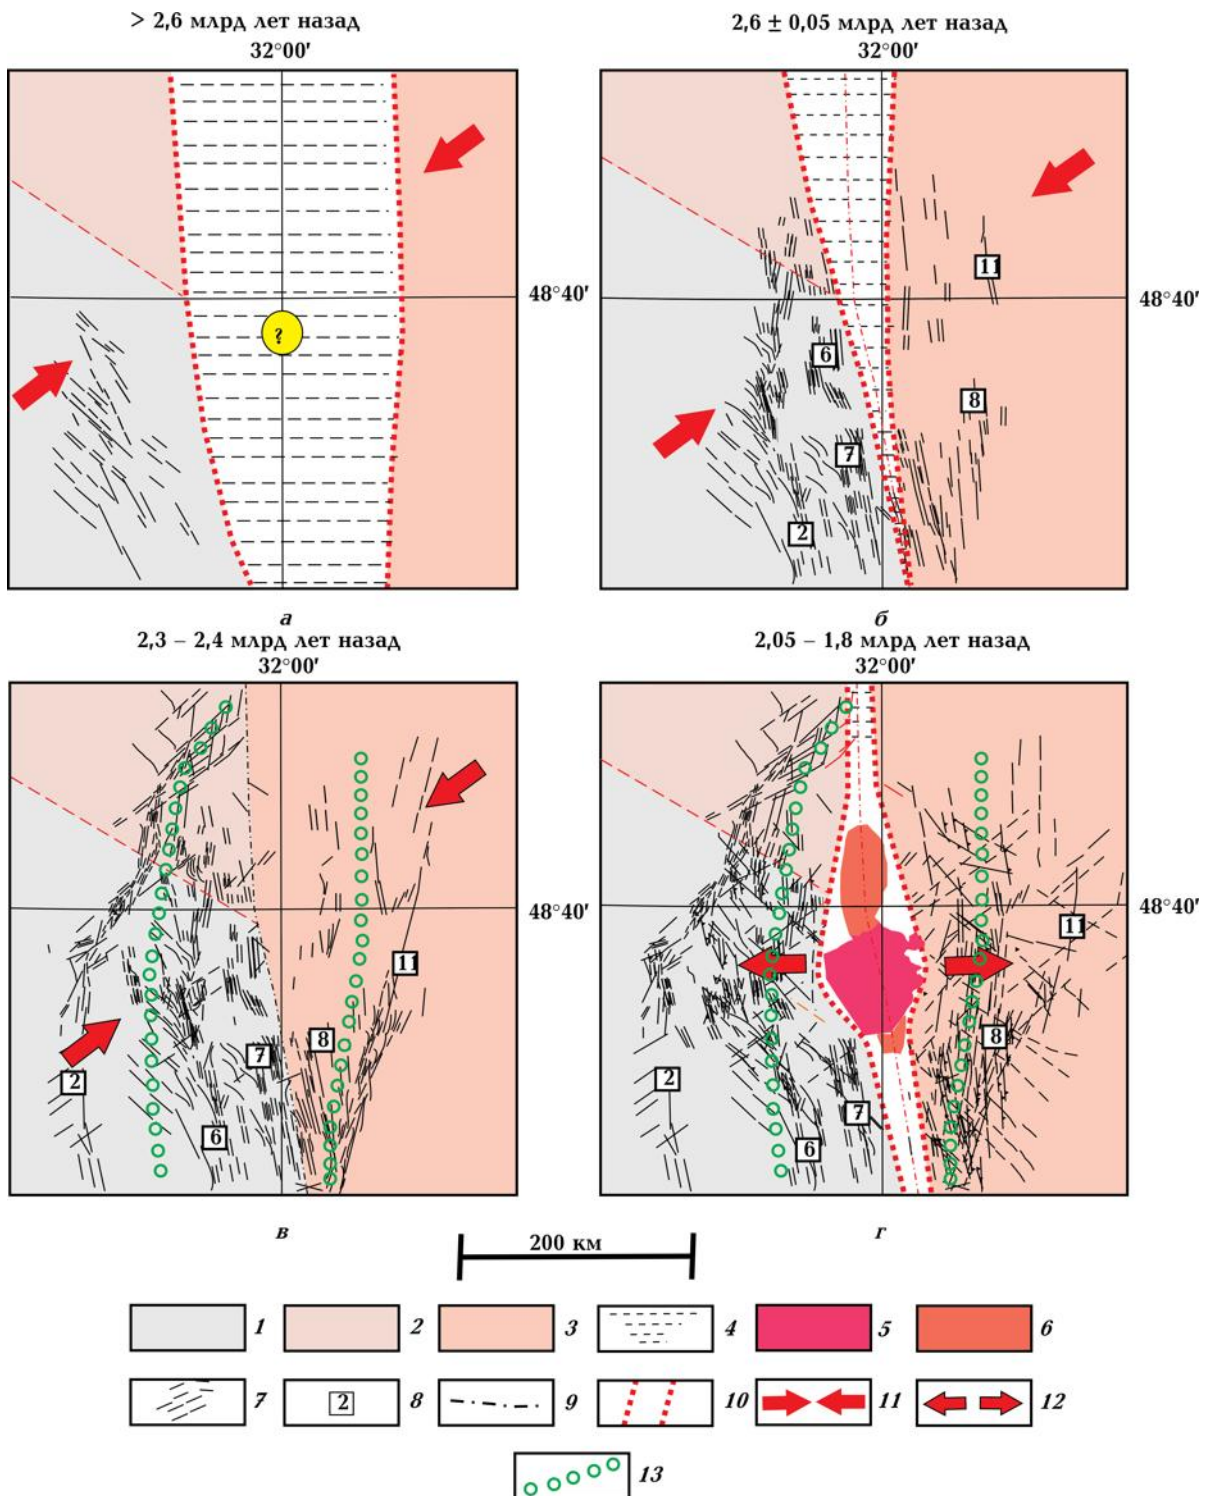 > 2,6 млрд лет назад
32°00'
?
48°40'
а
2,6 ± 0,05 млрд лет назад
32°00'
11
48°40'
6
8
7
2
б
2,3 – 2,4 млрд лет назад
32°00'
48°40'
11
8
7
2
6
в
2,05 – 1,8 млрд лет назад
32°00'
48°40'
11
8
2
7
6
г
200 км
1 2 3 4 5 6
7 2 8 9 10 11 12
13